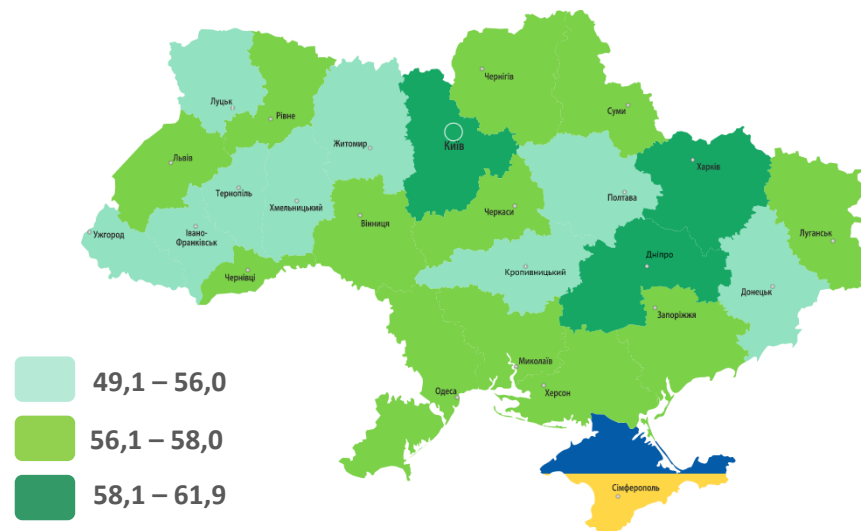 Чернігів
Луцьк
Суми
Рівне
Київ
Житомир
Харків
Львів
Тернопіль
Полтава
Хмельницький
Черкаси
Вінниця
Ужгород
Івано-
Франківськ
Луганськ
Дніпро
Чернівці
Кропивницький
Донецьк
Запоріжжя
Миколаїв
Одеса
Херсон
Сімферополь
49,1 – 56,0
56,1 – 58,0
58,1 – 61,9